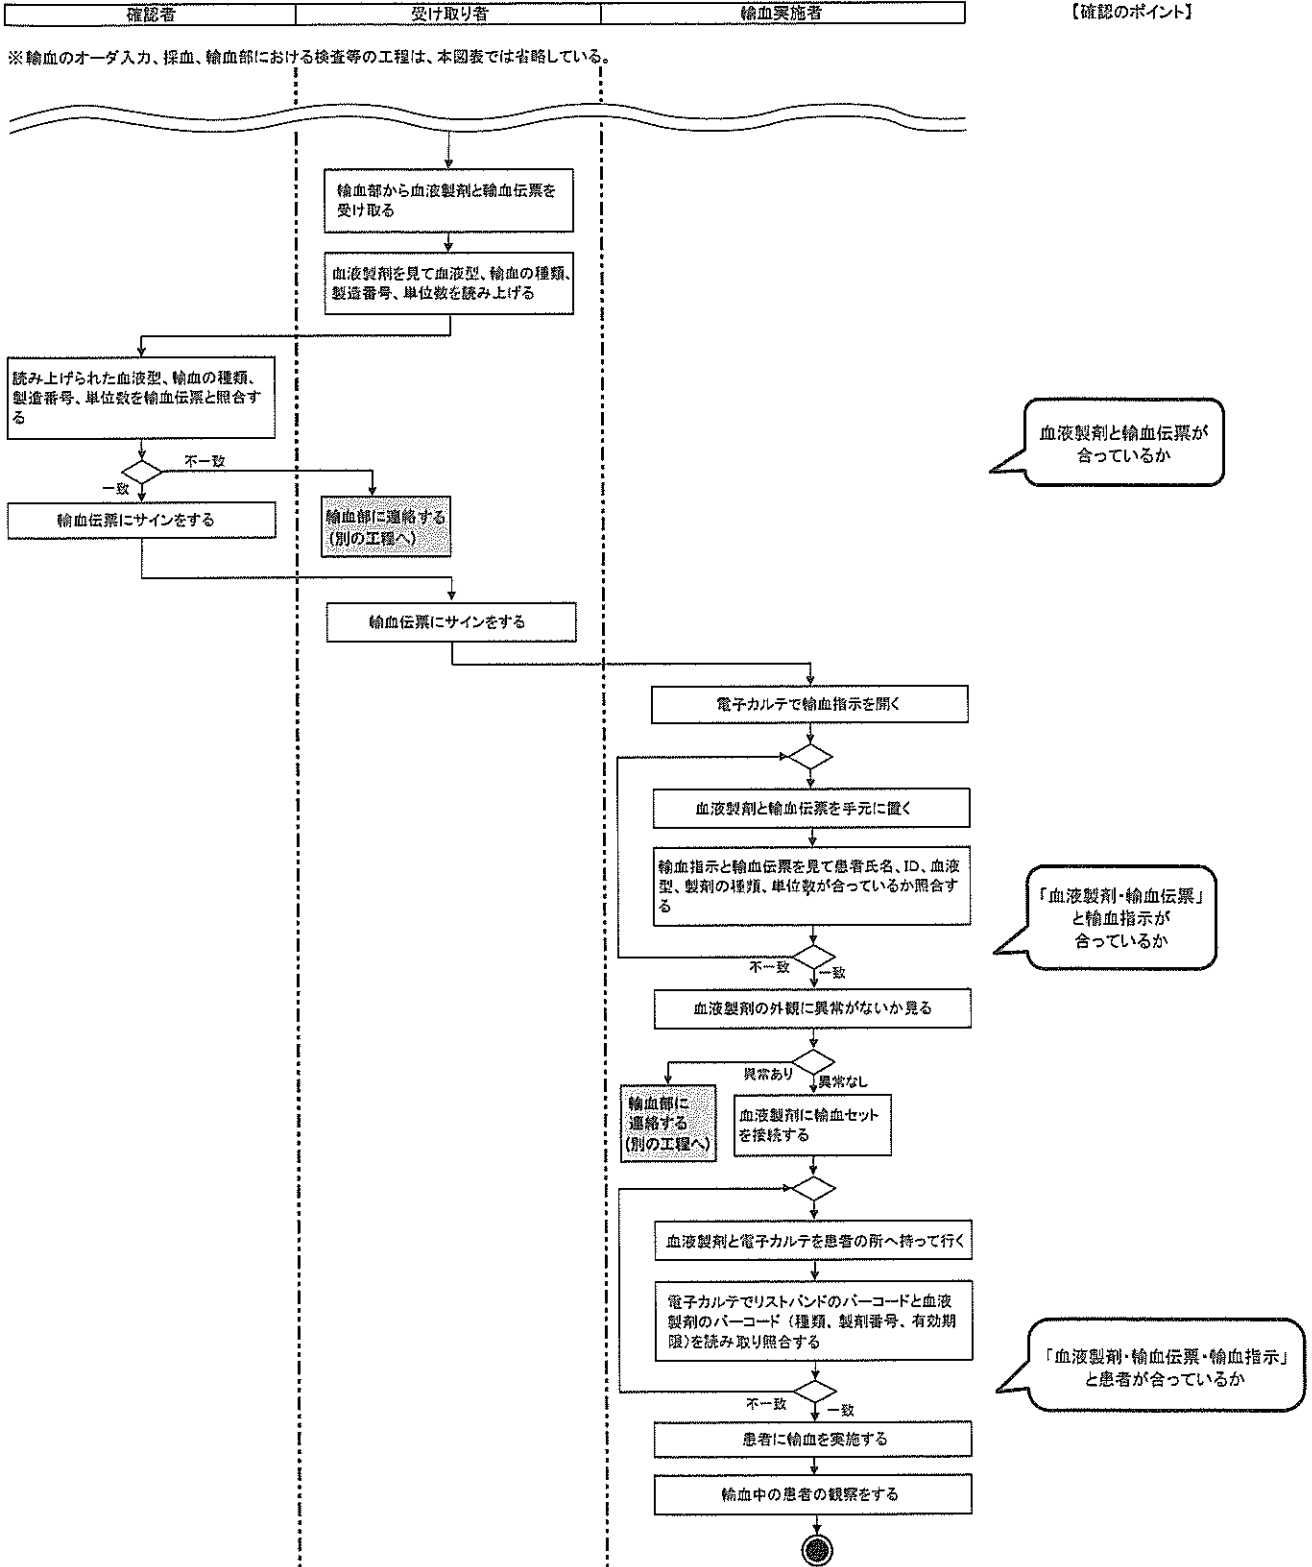 確認者
受け取り者
輸血実施者
【確認のポイント】
※輸血のオーダ入力、採血、輸血部における検査等の工程は、本図表では省略している。
輸血部から血液製剤と輸血伝票を
受け取る
血液製剤を見て血液型、輸血の種類、
製造番号、単位数を読み上げる
読み上げられた血液型、輸血の種類、
製造番号、単位数を輸血伝票と照合す
る
血液製剤と輸血伝票が
合っているか
不一致
一致
輸血伝票にサインをする
輸血部に連絡する
(別の工程へ)
輸血伝票にサインをする
電子カルテで輸血指示を開く
血液製剤と輸血伝票を手元に置く
輸血指示と輸血伝票を見て患者氏名、ID、血液
型、製剤の種類、単位数が合っているか照合す
る
「血液製剤・輸血伝票」
と輸血指示が
合っているか
不一致
一致
血液製剤の外観に異常がないか見る
異常あり
異常なし
輸血部に
連絡する
(別の工程へ)
血液製剤に輸血セット
を接続する
血液製剤と電子カルテを患者の所へ持って行く
電子カルテでリストバンドのバーコードと血液
製剤のバーコード(種類、製剤番号、有効期
限)を読み取り照合する
「血液製剤・輸血伝票・輸血指示」
と患者が合っているか
不一致
一致
患者に輸血を実施する
輸血中の患者の観察をする